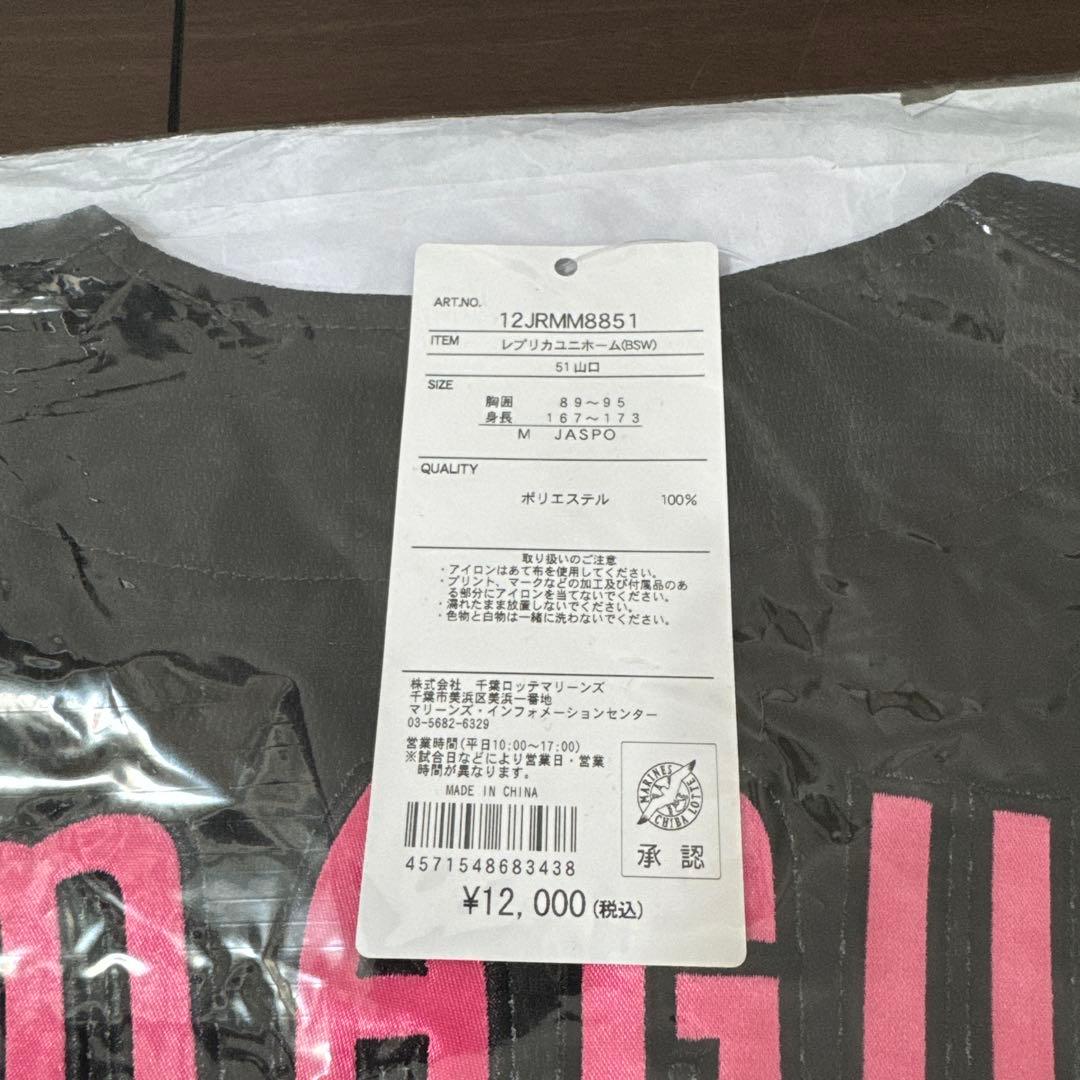 ART.NO.
12JRMM8851
ITEM レプリカユニホーム(BSW)
51 山口
SIZE
胸囲 89～95
身長 167～173
M JASPO
QUALITY
ポリエステル 100%
取り扱いのご注意
・アイロンはあて布を使用してください。
・プリント、マークなどの加工及び付属品のあ
る部分にアイロンを当てないでください。
・濡れたまま放置しないでください。
・色物と白物は一緒に洗わないでください。
株式会社 千葉ロッテマリーンズ
千葉市美浜区美浜一番地
マリーンズ・インフォメーションセンター
03-5682-6329
営業時間(平日10:00～17:00)
※試合日などにより営業日・営業
時間が異なります。
MADE IN CHINA
4571548683438
¥12,000(税込)
MARINES
CHIBA LOTTE
承認
MAGU